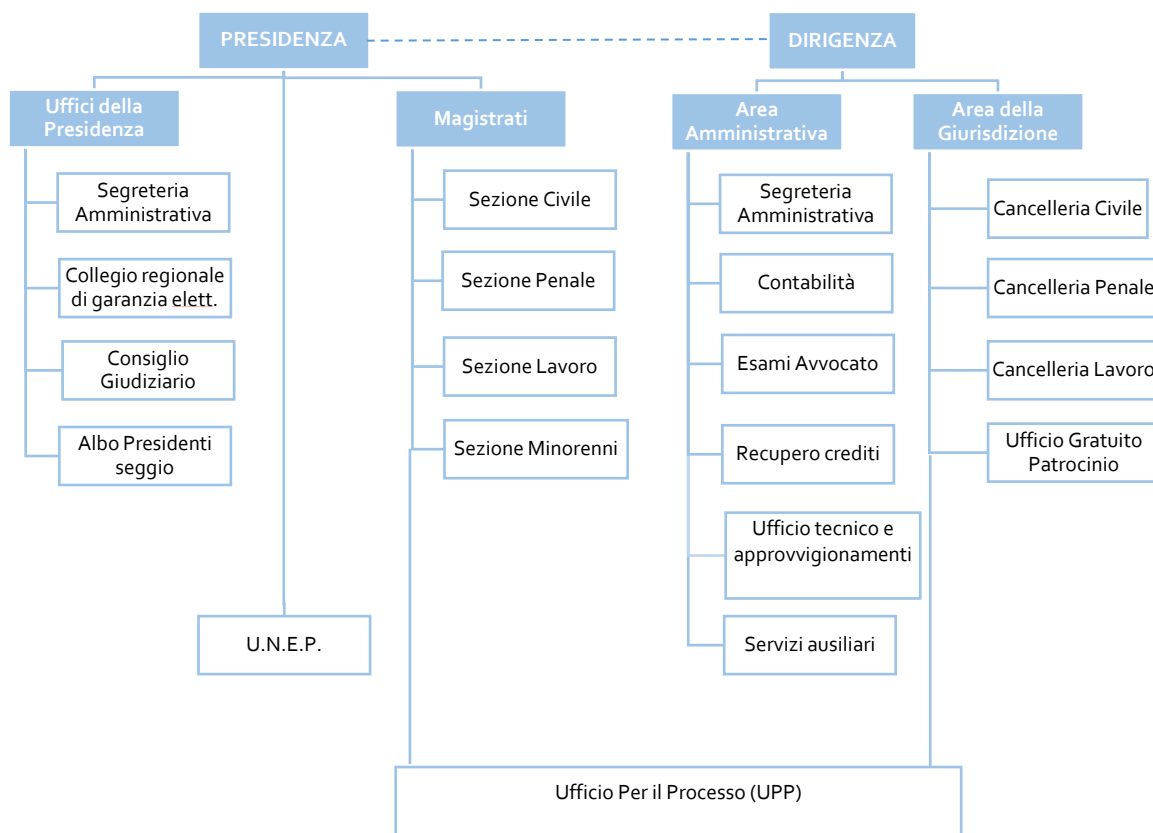 PRESIDENZA
DIRIGENZA
Uffici della
Presidenza
Magistrati
Area
Amministrativa
Area della
Giurisdizione
Segreteria
Amministrativa
Collegio regionale
di garanzia elett.
Consiglio
Giudiziario
Albo Presidenti
seggio
U.N.E.P.
Sezione Civile
Sezione Penale
Sezione Lavoro
Sezione Minorenni
Segreteria
Amministrativa
Contabilità
Esami Avvocato
Recupero crediti
Ufficio tecnico e
approvvigionamenti
Servizi ausiliari
Cancelleria Civile
Cancelleria Penale
Cancelleria Lavoro
Ufficio Gratuito
Patrocinio
Ufficio Per il Processo (UPP)